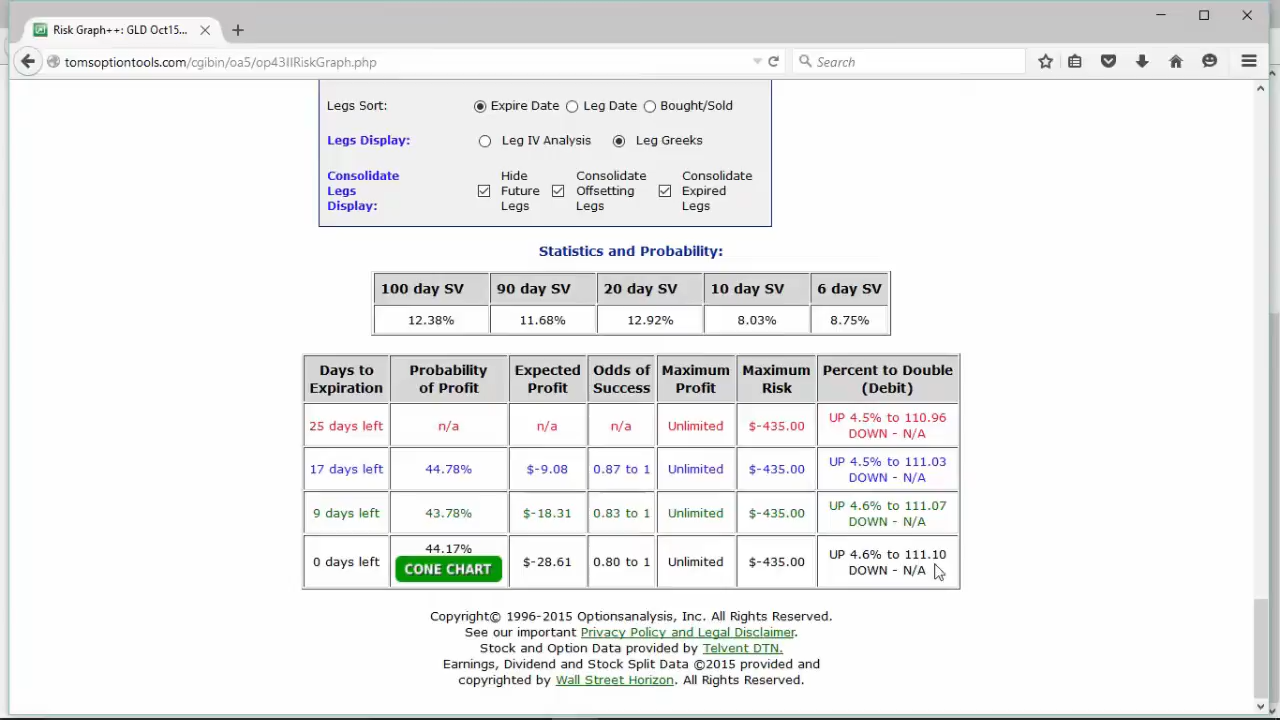 Risk Graph++: GLD Oct15...
tomsoptiontools.com/cgibin/oa5/op43IIRiskGraph.php
Search
Legs Sort: Expire Date Leg Date Bought/Sold
Legs Display: Leg IV Analysis Leg Greeks
Consolidate Hide Consolidate Consolidate
Legs Future Offsetting Expired
Display: Legs Legs Legs
Statistics and Probability:
100 day SV 90 day SV 20 day SV 10 day SV 6 day SV
12.38% 11.68% 12.92% 8.03% 8.75%
Days to Probability Expected Odds of Maximum Maximum Percent to Double
Expiration of Profit Profit Success Profit Risk (Debit)
25 days left n/a n/a n/a Unlimited $-435.00 UP 4.5% to 110.96
DOWN - N/A
17 days left 44.78% $-9.08 0.87 to 1 Unlimited $-435.00 UP 4.5% to 111.03
DOWN - N/A
9 days left 43.78% $-18.31 0.83 to 1 Unlimited $-435.00 UP 4.6% to 111.07
DOWN - N/A
0 days left 44.17% $-28.61 0.80 to 1 Unlimited $-435.00 UP 4.6% to 111.10
CONE CHART DOWN - N/A
Copyright© 1996-2015 Optionsanalysis, Inc. All Rights Reserved.
See our important Privacy Policy and Legal Disclaimer.
Stock and Option Data provided by Telvent DTN.
Earnings, Dividend and Stock Split Data ©2015 provided and
copyrighted by Wall Street Horizon. All Rights Reserved.